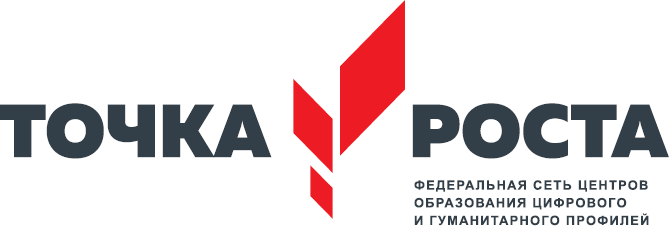 ТОЧКА РОСТА
ФЕДЕРАЛЬНАЯ СЕТЬ ЦЕНТРОВ
ОБРАЗОВАНИЯ ЦИФРОВОГО
И ГУМАНИТАРНОГО ПРОФИЛЕЙ